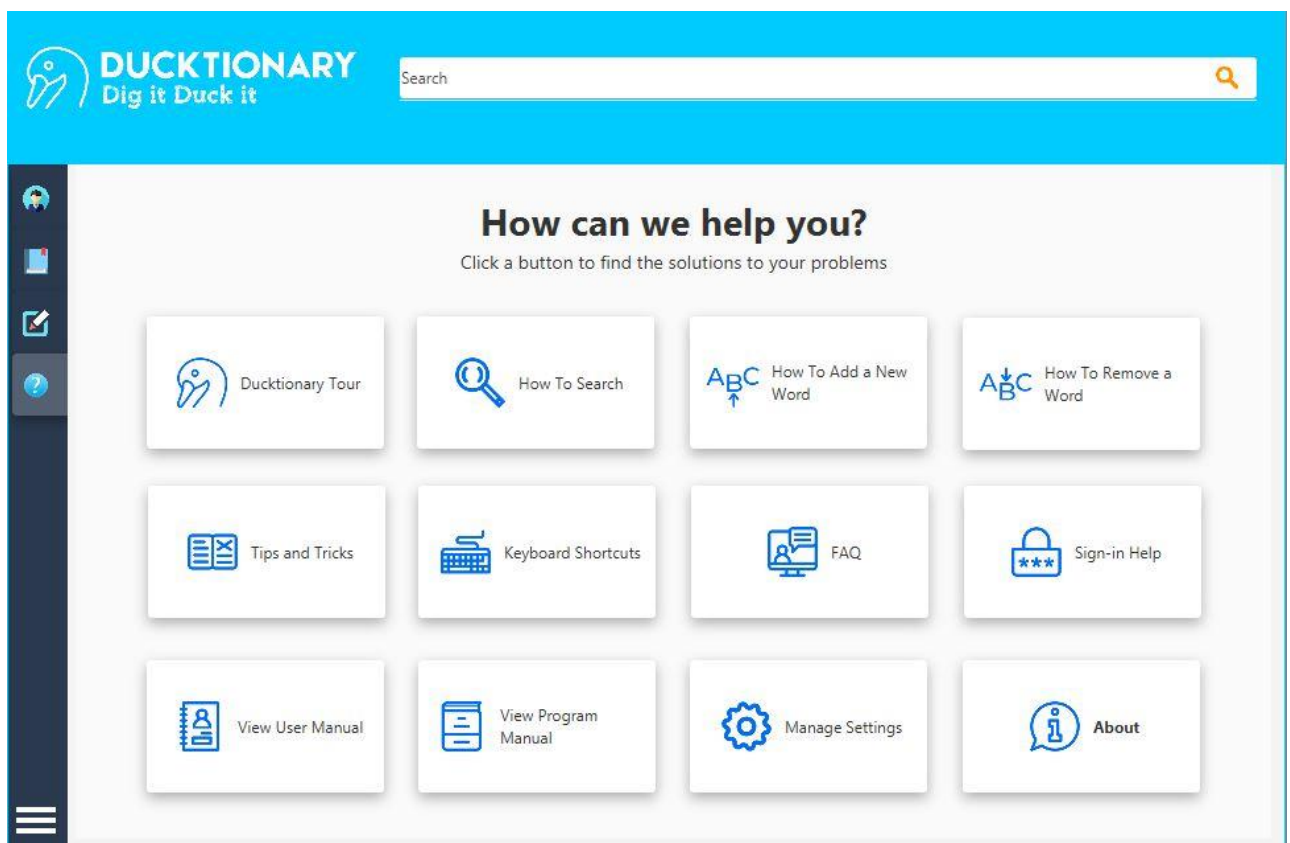 DUCKTIONARY
Dig it Duck it
Search
How can we help you?
Click a button to find the solutions to your problems
Ducktionary Tour
How To Search
ABC
How To Add a New
Word
ABC
How To Remove a
Word
Tips and Tricks
Keyboard Shortcuts
FAQ
***
Sign-in Help
View User Manual
View Program
Manual
Manage Settings
About